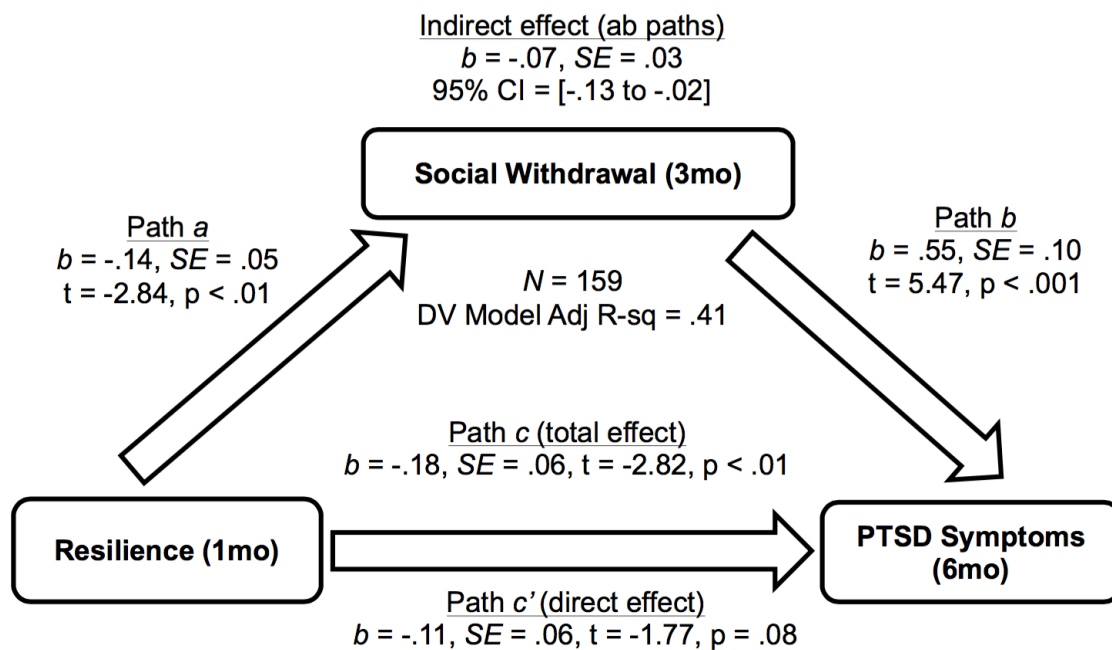 Indirect effect (ab paths)
b = -.07, SE = .03
95% CI = [-.13 to -.02]
Social Withdrawal (3mo)
Path a
b = -.14, SE = .05
t = -2.84, p < .01
Path b
b = .55, SE = .10
t = 5.47, p < .001
N = 159
DV Model Adj R-sq = .41
Path c (total effect)
b = -.18, SE = .06, t = -2.82, p < .01
Resilience (1mo)
PTSD Symptoms
(6mo)
Path c’ (direct effect)
b = -.11, SE = .06, t = -1.77, p = .08